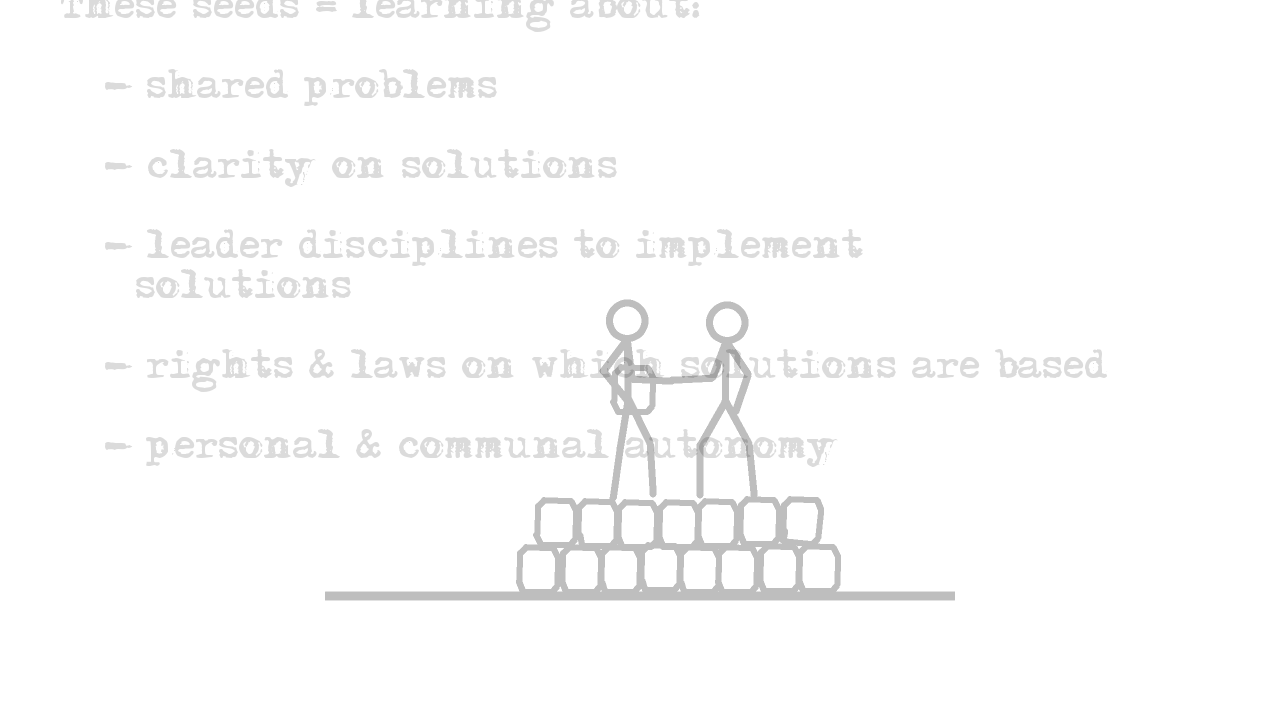 These seeds = learning about:
– shared problems
– clarity on solutions
– leader disciplines to implement
solutions
– rights & laws on which solutions are based
– personal & communal autonomy